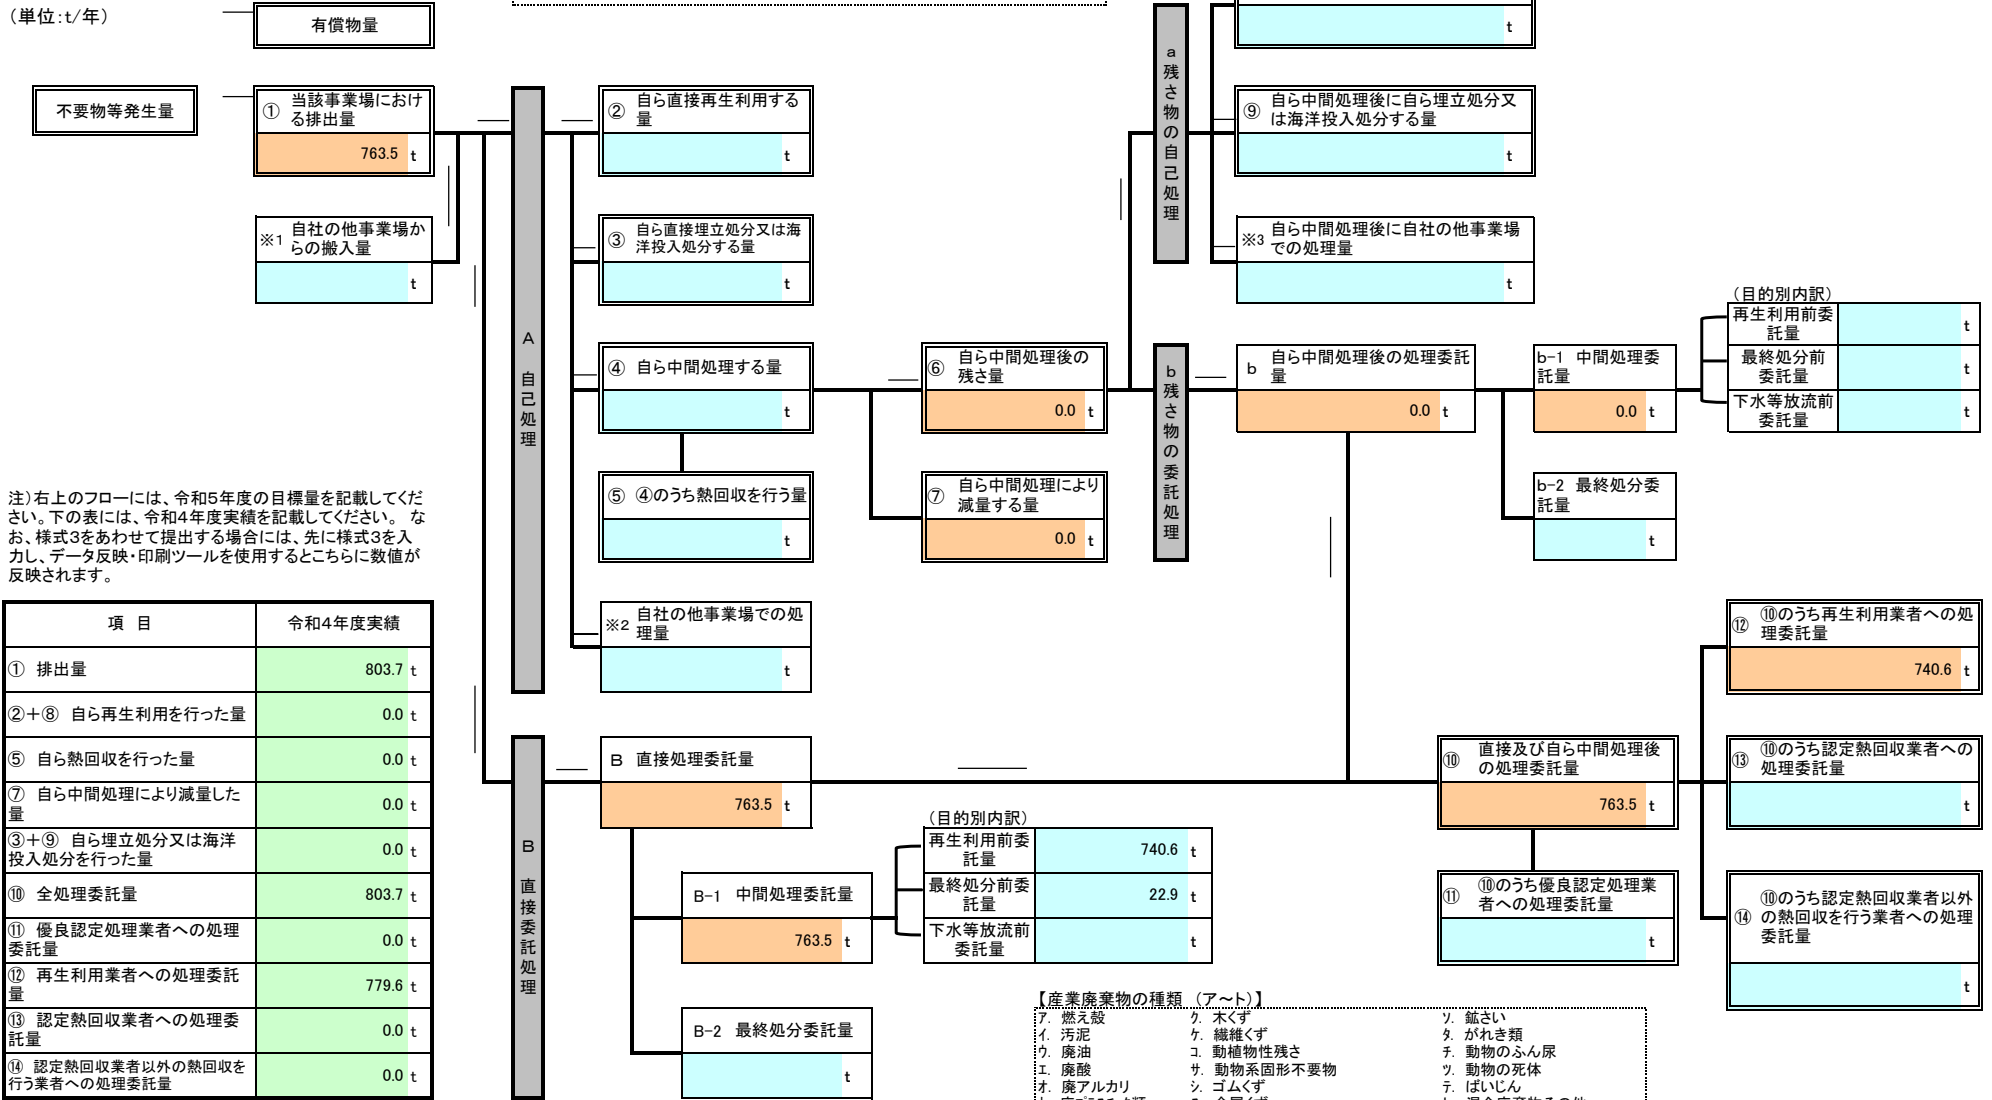 （単位：t/年）
有償物量
t
不要物等発生量
① 当該事業場におけ
る排出量
763.5 t
※1 自社の他事業場か
らの搬入量
t
A 自己処理
② 自ら直接再生利用する
量
t
③ 自ら直接埋立処分又は海
洋投入処分する量
t
④ 自ら中間処理する量
t
⑤ ④のうち熱回収を行う量
t
※2 自社の他事業場での処
理量
t
⑥ 自ら中間処理後の
残さ量
0.0 t
⑦ 自ら中間処理により
減量する量
0.0 t
a 残さ物の自己処理
⑨ 自ら中間処理後に自ら埋立処分又
は海洋投入処分する量
t
※3 自ら中間処理後に自社の他事業場
での処理量
t
b 残さ物の委託処理
b 自ら中間処理後の処理委託
量
0.0 t
b-1 中間処理委
託量
0.0 t
b-2 最終処分委
託量
t
（目的別内訳）
再生利用前委
託量
t
最終処分前
委託量
t
下水等放流前
委託量
t
注）右上のフローには、令和5年度の目標量を記載してくだ
さい。下の表には、令和4年度実績を記載してください。 な
お、様式3をあわせて提出する場合には、先に様式3を入
力し、データ反映・印刷ツールを使用するとこちらに数値が
反映されます。
項 目 令和4年度実績
① 排出量 803.7 t
②＋⑧ 自ら再生利用を行った量 0.0 t
⑤ 自ら熱回収を行った量 0.0 t
⑦ 自ら中間処理により減量した
量 0.0 t
③＋⑨ 自ら埋立処分又は海洋
投入処分を行った量 0.0 t
⑩ 全処理委託量 803.7 t
⑪ 優良認定処理業者への処理
委託量 0.0 t
⑫ 再生利用業者への処理委託
量 779.6 t
⑬ 認定熱回収業者への処理委
託量 0.0 t
⑭ 認定熱回収業者以外の熱回収を
行う業者への処理委託量 0.0 t
B 直接委託処理
B 直接処理委託量
763.5 t
B-1 中間処理委託量
763.5 t
B-2 最終処分委託量
t
（目的別内訳）
再生利用前委
託量
740.6 t
最終処分前委
託量
22.9 t
下水等放流前
委託量
t
⑩ 直接及び自ら中間処理後
の処理委託量
763.5 t
⑪ ⑩のうち優良認定処理業
者への処理委託量
t
⑫ ⑩のうち再生利用業者への処
理委託量
740.6 t
⑬ ⑩のうち認定熱回収業者への
処理委託量
t
⑭ ⑩のうち認定熱回収業者以外
の熱回収を行う業者への処理
委託量
t
【産業廃棄物の種類 （ア～ト）】
ア. 燃え殻 ク. 木くず ソ. 鉱さい
イ. 汚泥 ケ. 繊維くず タ. がれき類
ウ. 廃油 コ. 動植物性残さ チ. 動物のふん尿
エ. 廃酸 サ. 動物系固形不要物 ツ. 動物の死体
オ. 廃アルカリ シ. ゴムくず テ. ばいじん